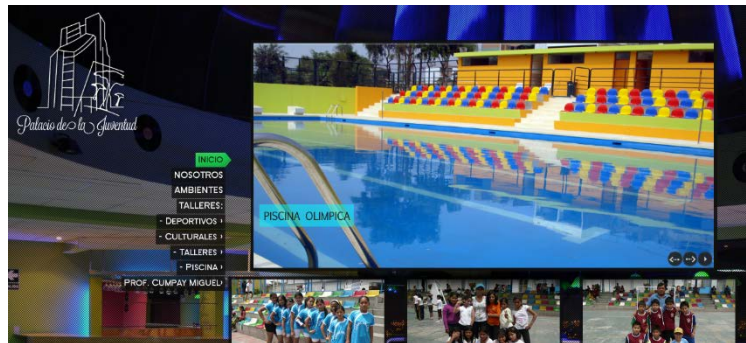 Palacio de la Juventud
INICIO
NOSOTROS
AMBIENTES
TALLERES:
- DEPORTIVOS ›
- CULTURALES ›
- TALLERES ›
- PISCINA ›
PROF. CUMPAY MIGUEL›
PISCINA OLIMPICA